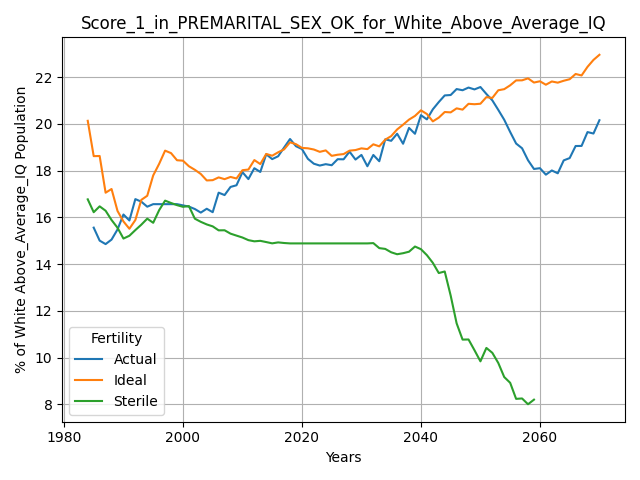 Score_1_in_PREMARITAL_SEX_OK_for_White_Above_Average_IQ
% of White Above_Average_IQ Population
22
20
18
16
14
12
10
8
Fertility
Actual
Ideal
Sterile
1980 2000 2020 2040 2060
Years